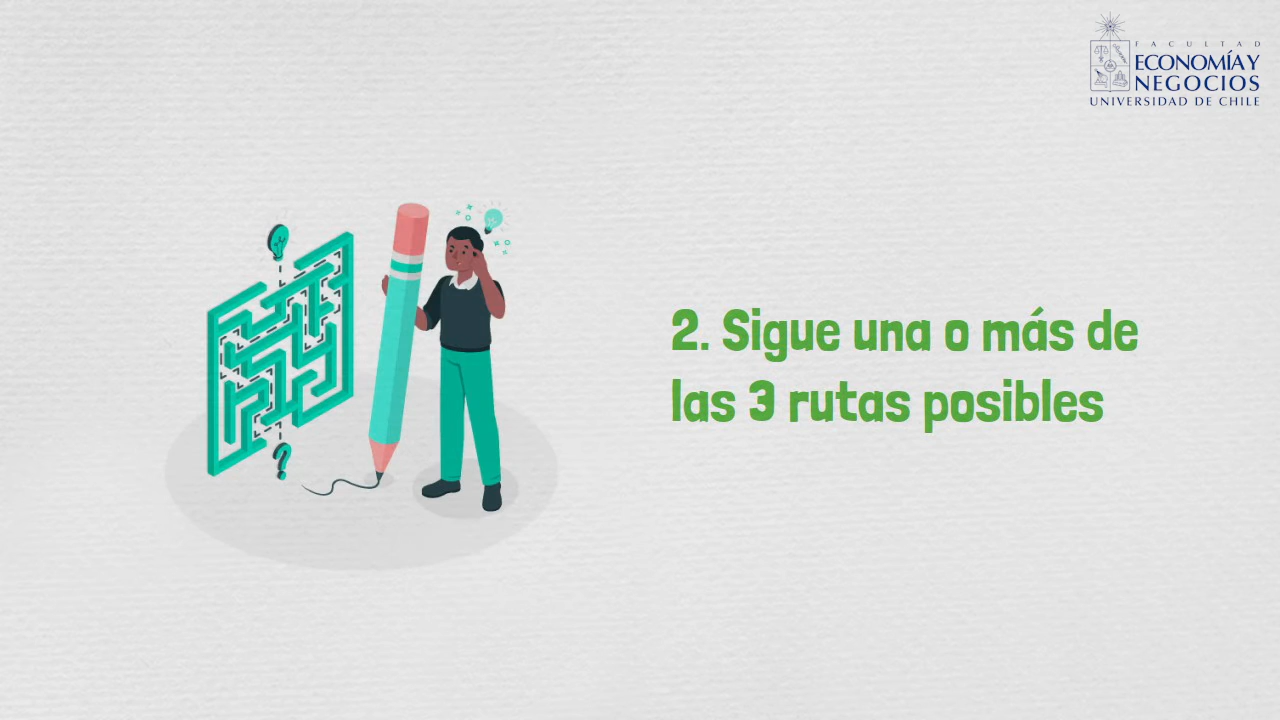 FACULTAD
ECONOMÍA Y
NEGOCIOS
UNIVERSIDAD DE CHILE
2. Sigue una o más de
las 3 rutas posibles